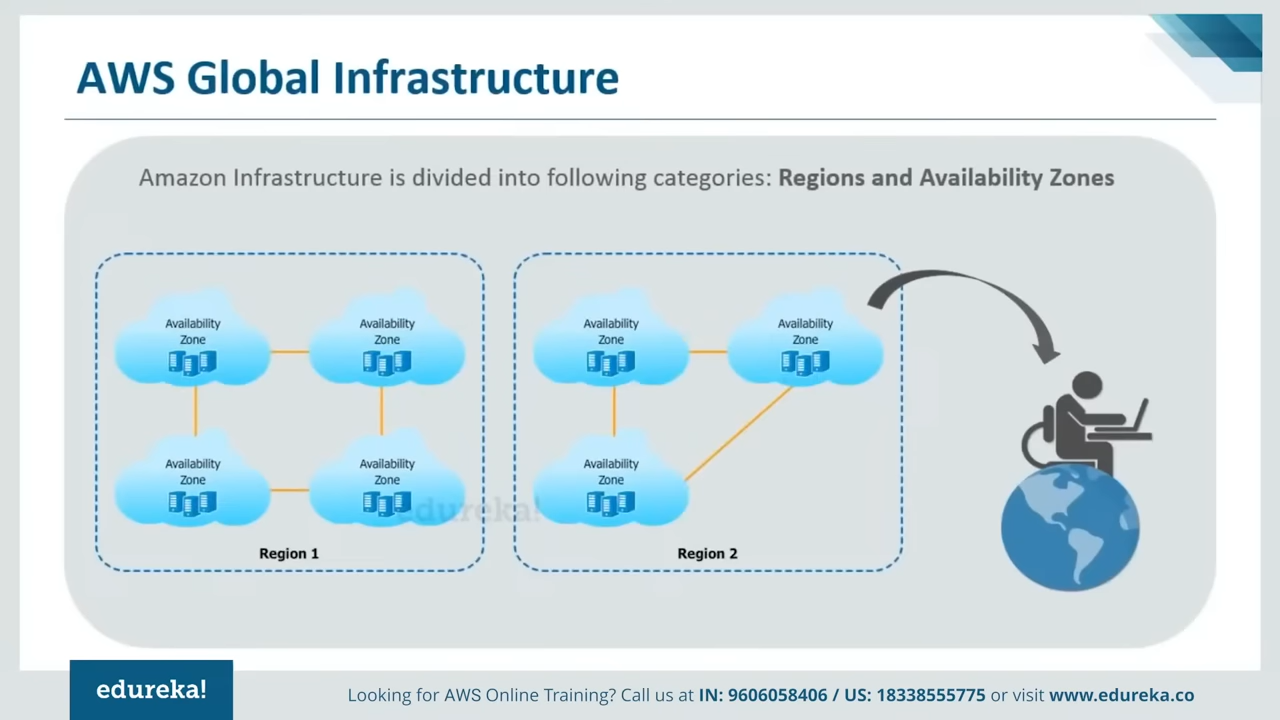 AWS Global Infrastructure
Amazon Infrastructure is divided into following categories: Regions and Availability Zones
Availability
Zone
Availability
Zone
Availability
Zone
Availability
Zone
Region 1
Availability
Zone
Availability
Zone
Availability
Zone
Region 2
edureka!
edureka!
Looking for AWS Online Training? Call us at IN: 9606058406 / US: 18338555775 or visit www.edureka.co